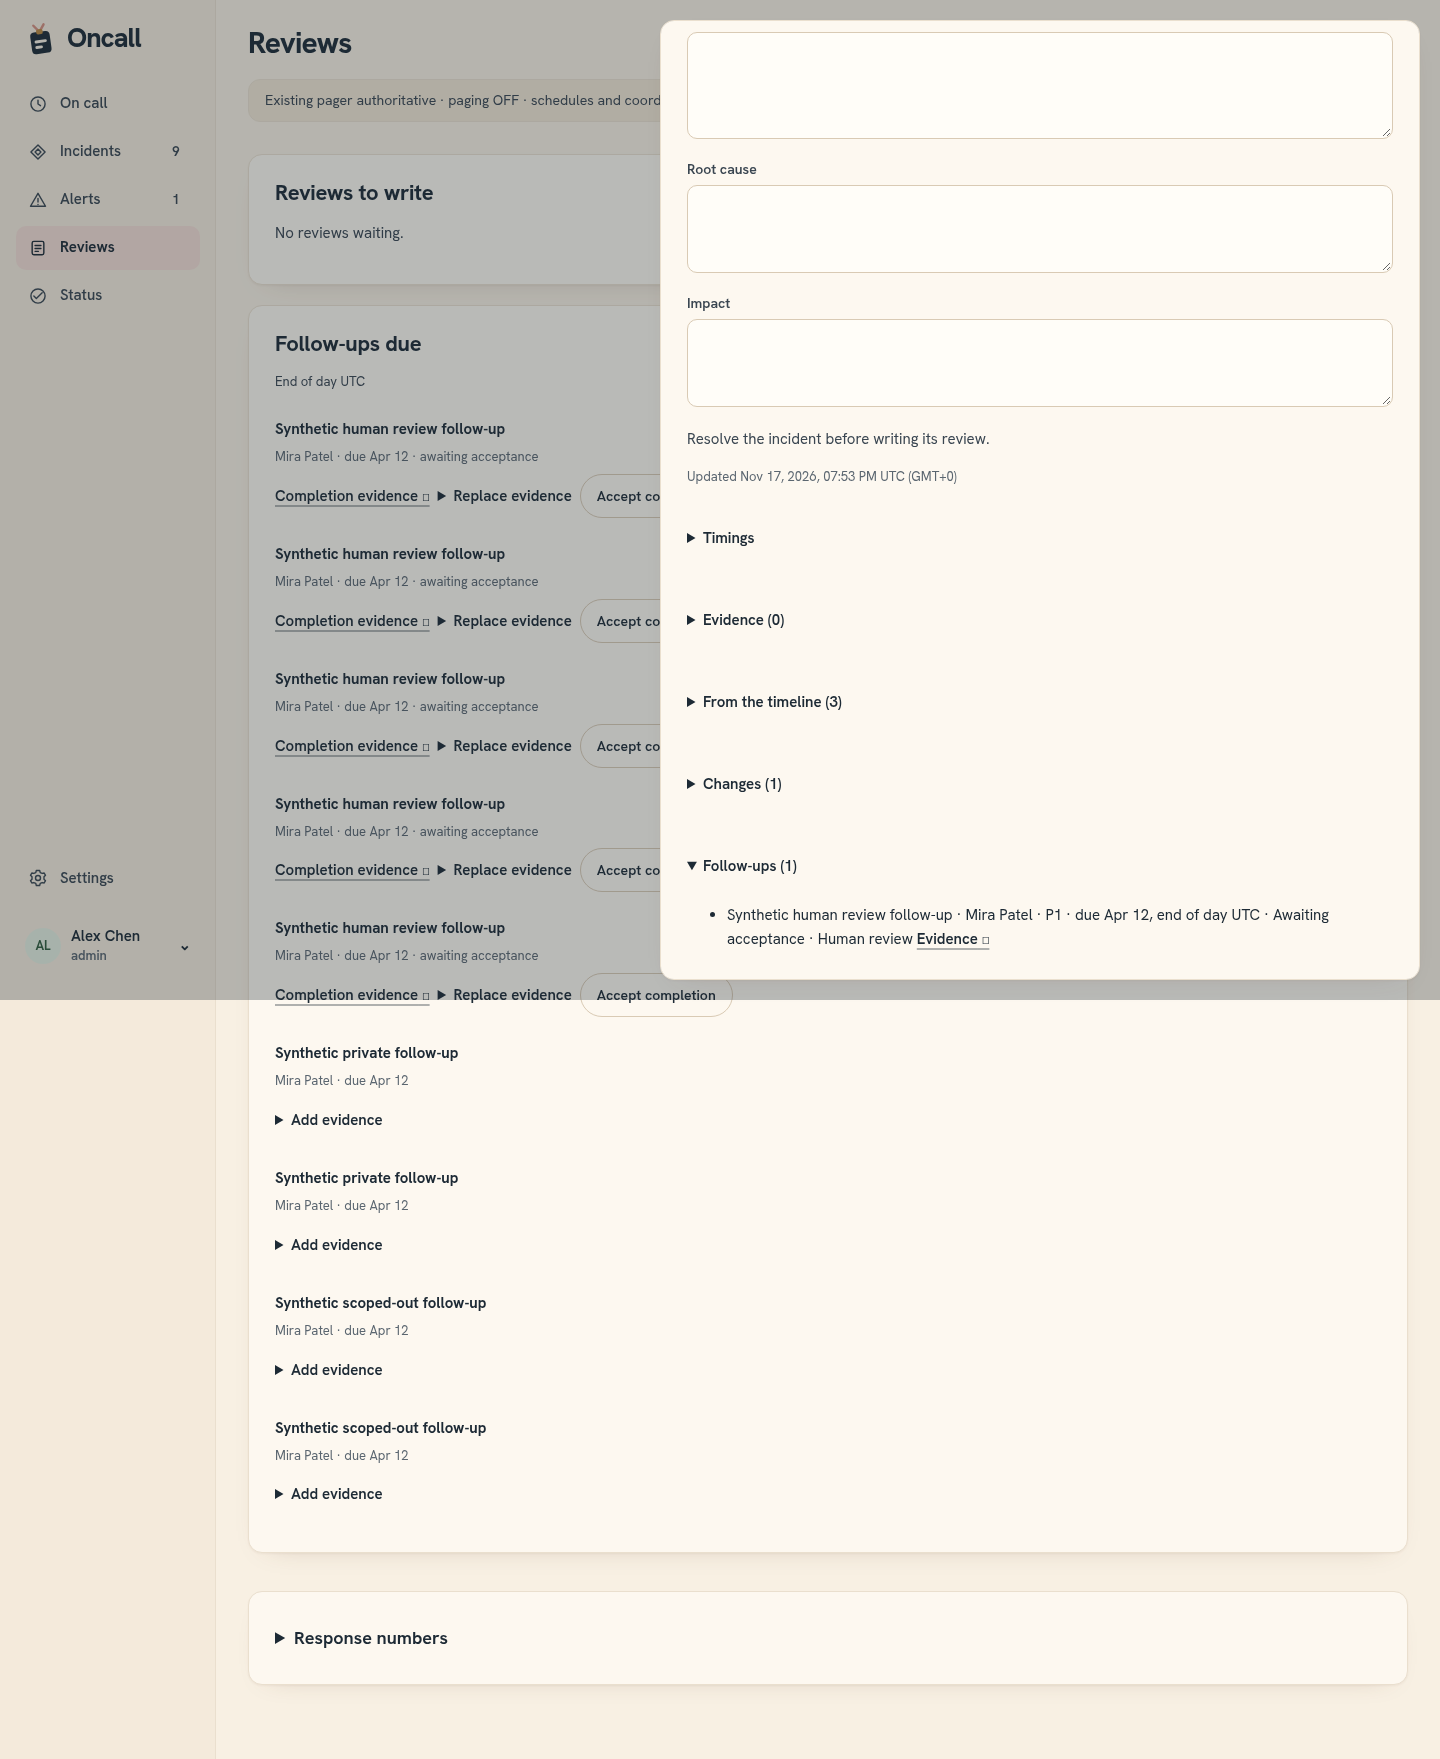 Oncall
On call
Incidents 9
Alerts 1
Reviews
Status
Settings
AL
Alex Chen
admin
Reviews
Existing pager authoritative · paging OFF · schedules and coord
Reviews to write
No reviews waiting.
Follow-ups due
End of day UTC
Synthetic human review follow-up
Mira Patel · due Apr 12 · awaiting acceptance
Completion evidence Replace evidence Accept co
Synthetic human review follow-up
Mira Patel · due Apr 12 · awaiting acceptance
Completion evidence Replace evidence Accept co
Synthetic human review follow-up
Mira Patel · due Apr 12 · awaiting acceptance
Completion evidence Replace evidence Accept co
Synthetic human review follow-up
Mira Patel · due Apr 12 · awaiting acceptance
Completion evidence Replace evidence Accept co
Synthetic human review follow-up
Mira Patel · due Apr 12 · awaiting acceptance
Completion evidence Replace evidence Accept completion
Synthetic private follow-up
Mira Patel · due Apr 12
Add evidence
Synthetic private follow-up
Mira Patel · due Apr 12
Add evidence
Synthetic scoped-out follow-up
Mira Patel · due Apr 12
Add evidence
Synthetic scoped-out follow-up
Mira Patel · due Apr 12
Add evidence
Response numbers
Root cause
Impact
Resolve the incident before writing its review.
Updated Nov 17, 2026, 07:53 PM UTC (GMT+0)
Timings
Evidence (0)
From the timeline (3)
Changes (1)
Follow-ups (1)
Synthetic human review follow-up · Mira Patel · P1 · due Apr 12, end of day UTC · Awaiting
acceptance · Human review Evidence